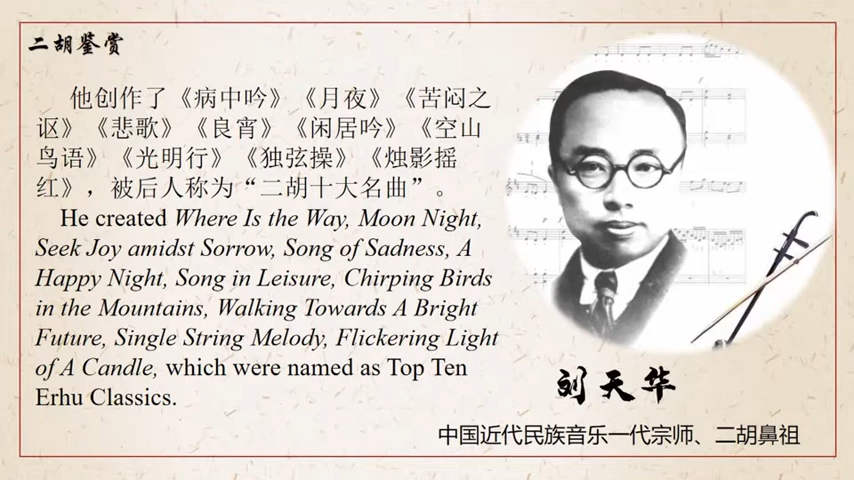 二胡鉴赏
他创作了《病中吟》《月夜》《苦闷之
讴》《悲歌》《良宵》《闲居吟》《空山
鸟语》《光明行》《独弦操》《烛影摇
红》，被后人称为“二胡十大名曲”。
He created Where Is the Way, Moon Night,
Seek Joy amidst Sorrow, Song of Sadness, A
Happy Night, Song in Leisure, Chirping Birds
in the Mountains, Walking Towards A Bright
Future, Single String Melody, Flickering Light
of A Candle, which were named as Top Ten
Erhu Classics.
刘天华
中国近代民族音乐一代宗师、二胡鼻祖